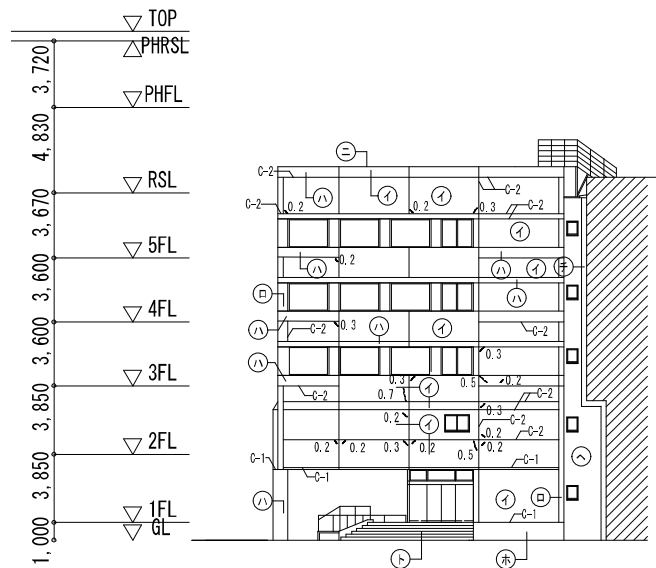 TOP
PHRSL
3,720
PHFL
4,830
RSL
3,670
5FL
3,600
4FL
3,600
3FL
3,850
2FL
3,850
1FL
GL
1,000
ニ
C-2
ハ イ イ C-2
C-2 0.2 0.2 0.3 C-2
イ
ハ 0.2 ハ イ チ
ロ ハ
ハ C-2 0.3 ハ イ C-2
ハ 0.3
0.3 イ 0.5 0.2
C-2 0.7 C-2
0.3
0.2 イ C-2
0.2 C-2
0.2 0.2 0.3 0.2 0.5 0.2
C-1 C-1 C-1 ヘ
ハ イ ロ
C-1
ト ホ